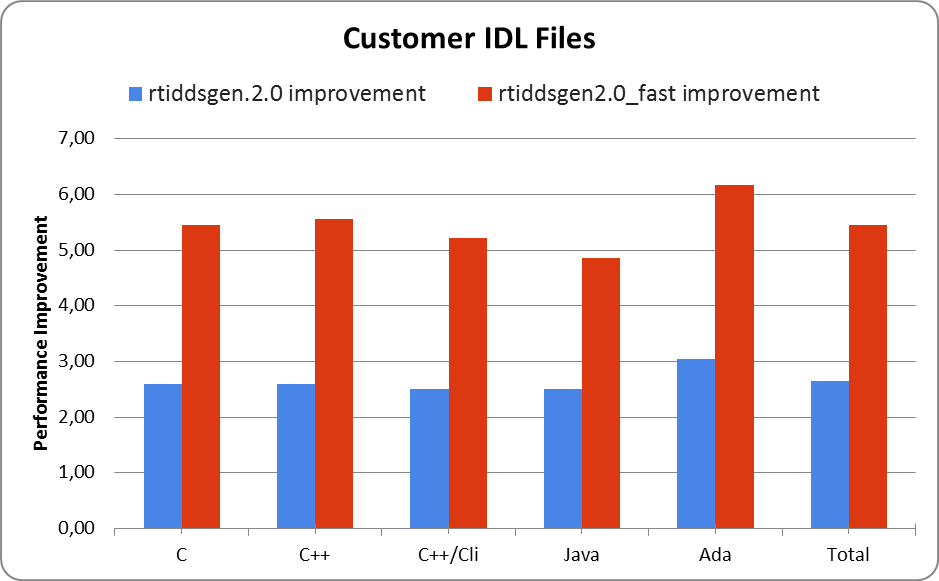 Customer IDL Files
rtiddsgen.2.0 improvement
rtiddsgen2.0_fast improvement
Performance Improvement
7,00
6,00
5,00
4,00
3,00
2,00
1,00
0,00
C
C++
C++/Cli
Java
Ada
Total